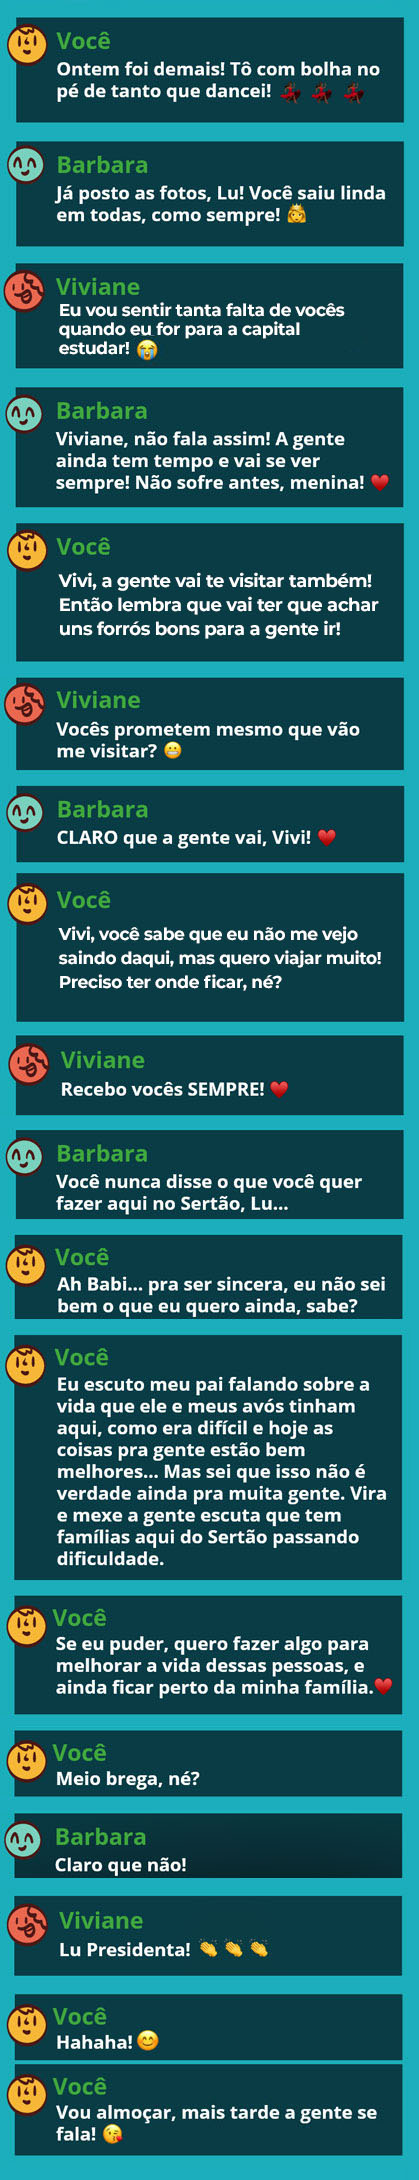 Você
Ontem foi demais! Tô com bolha no
pé de tanto que dancei! 💃 💃 💃
Barbara
Já posto as fotos, Lu! Você saiu linda
em todas, como sempre! 👸
Viviane
Eu vou sentir tanta falta de vocês
quando eu for para a capital
estudar! 😭
Barbara
Viviane, não fala assim! A gente
ainda tem tempo e vai se ver
sempre! Não sofre antes, menina! ♥
Você
Vivi, a gente vai te visitar também!
Então lembra que vai ter que achar
uns forrós bons para a gente ir!
Viviane
Vocês prometem mesmo que vão
me visitar? 😬
Barbara
CLARO que a gente vai, Vivi! ♥
Você
Vivi, você sabe que eu não me vejo
saindo daqui, mas quero viajar muito!
Preciso ter onde ficar, né?
Viviane
Recebo vocês SEMPRE! ♥
Barbara
Você nunca disse o que você quer
fazer aqui no Sertão, Lu...
Você
Ah Babi... pra ser sincera, eu não sei
bem o que eu quero ainda, sabe?
Você
Eu escuto meu pai falando sobre a
vida que ele e meus avós tinham
aqui, como era difícil e hoje as
coisas pra gente estão bem
melhores... Mas sei que isso não é
verdade ainda pra muita gente. Vira
e mexe a gente escuta que tem
famílias aqui do Sertão passando
dificuldade.
Você
Se eu puder, quero fazer algo para
melhorar a vida dessas pessoas, e
ainda ficar perto da minha família.♥
Você
Meio brega, né?
Barbara
Claro que não!
Viviane
Lu Presidenta! 👏 👏 👏
Você
Hahaha! 😊
Você
Vou almoçar, mais tarde a gente se
fala! 😘